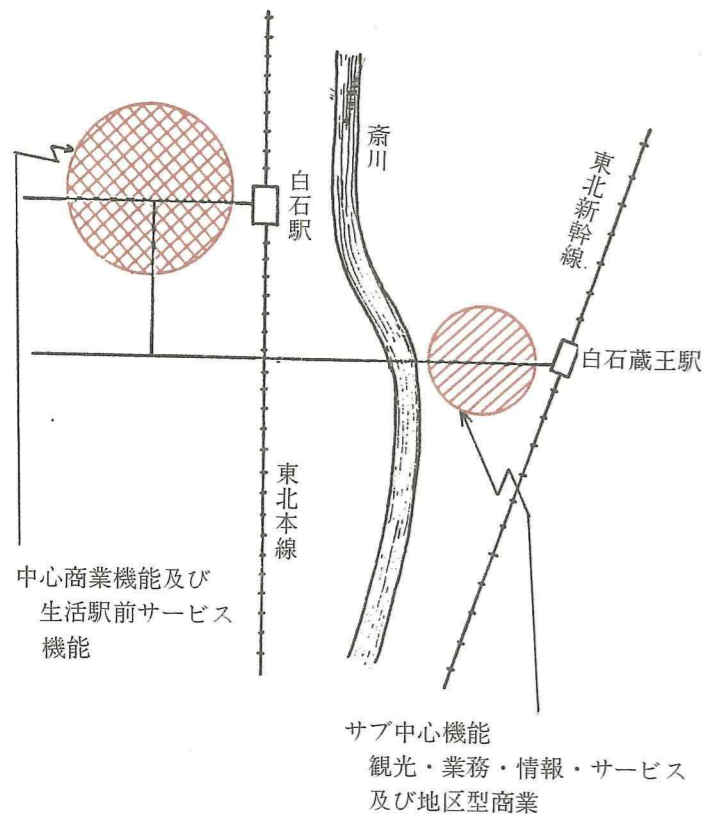 斎川
東北新幹線
白石駅
白石蔵王駅
東北本線
中心商業機能及び
生活駅前サービス
機能
サブ中心機能
観光・業務・情報・サービス
及び地区型商業